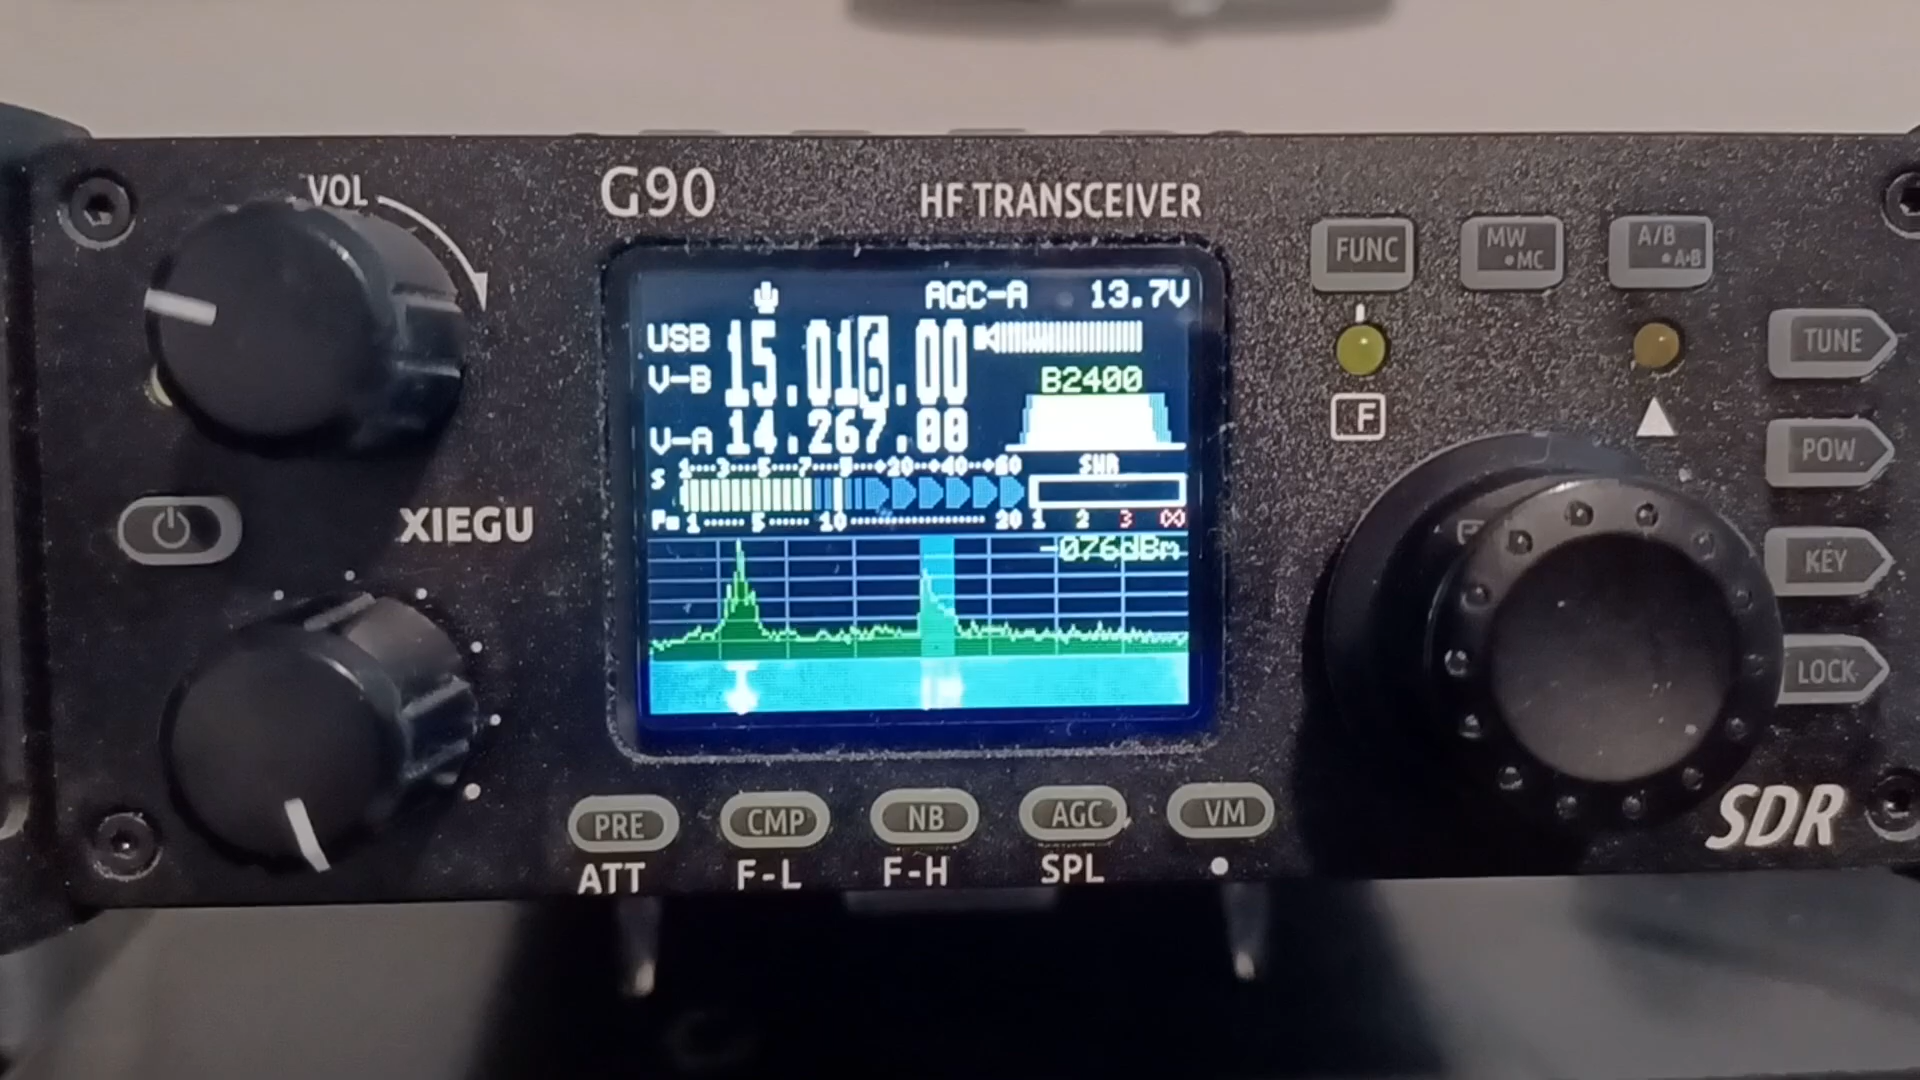 VOL
G90
HF TRANSCEIVER
FUNC
MW
•MC
A/B
•A›B
AGC-A 13.7V
USB 15.016.00
V-B
B2400
V-A 14.267.00
S 1 3 5 7 9 +20 +40 +60 SWR
Po 1 5 10 20 1 2 3 ∞
-076dBm
F
TUNE
POW
KEY
LOCK
XIEGU
PRE
CMP
NB
AGC
VM
ATT
F-L
F-H
SPL
SDR